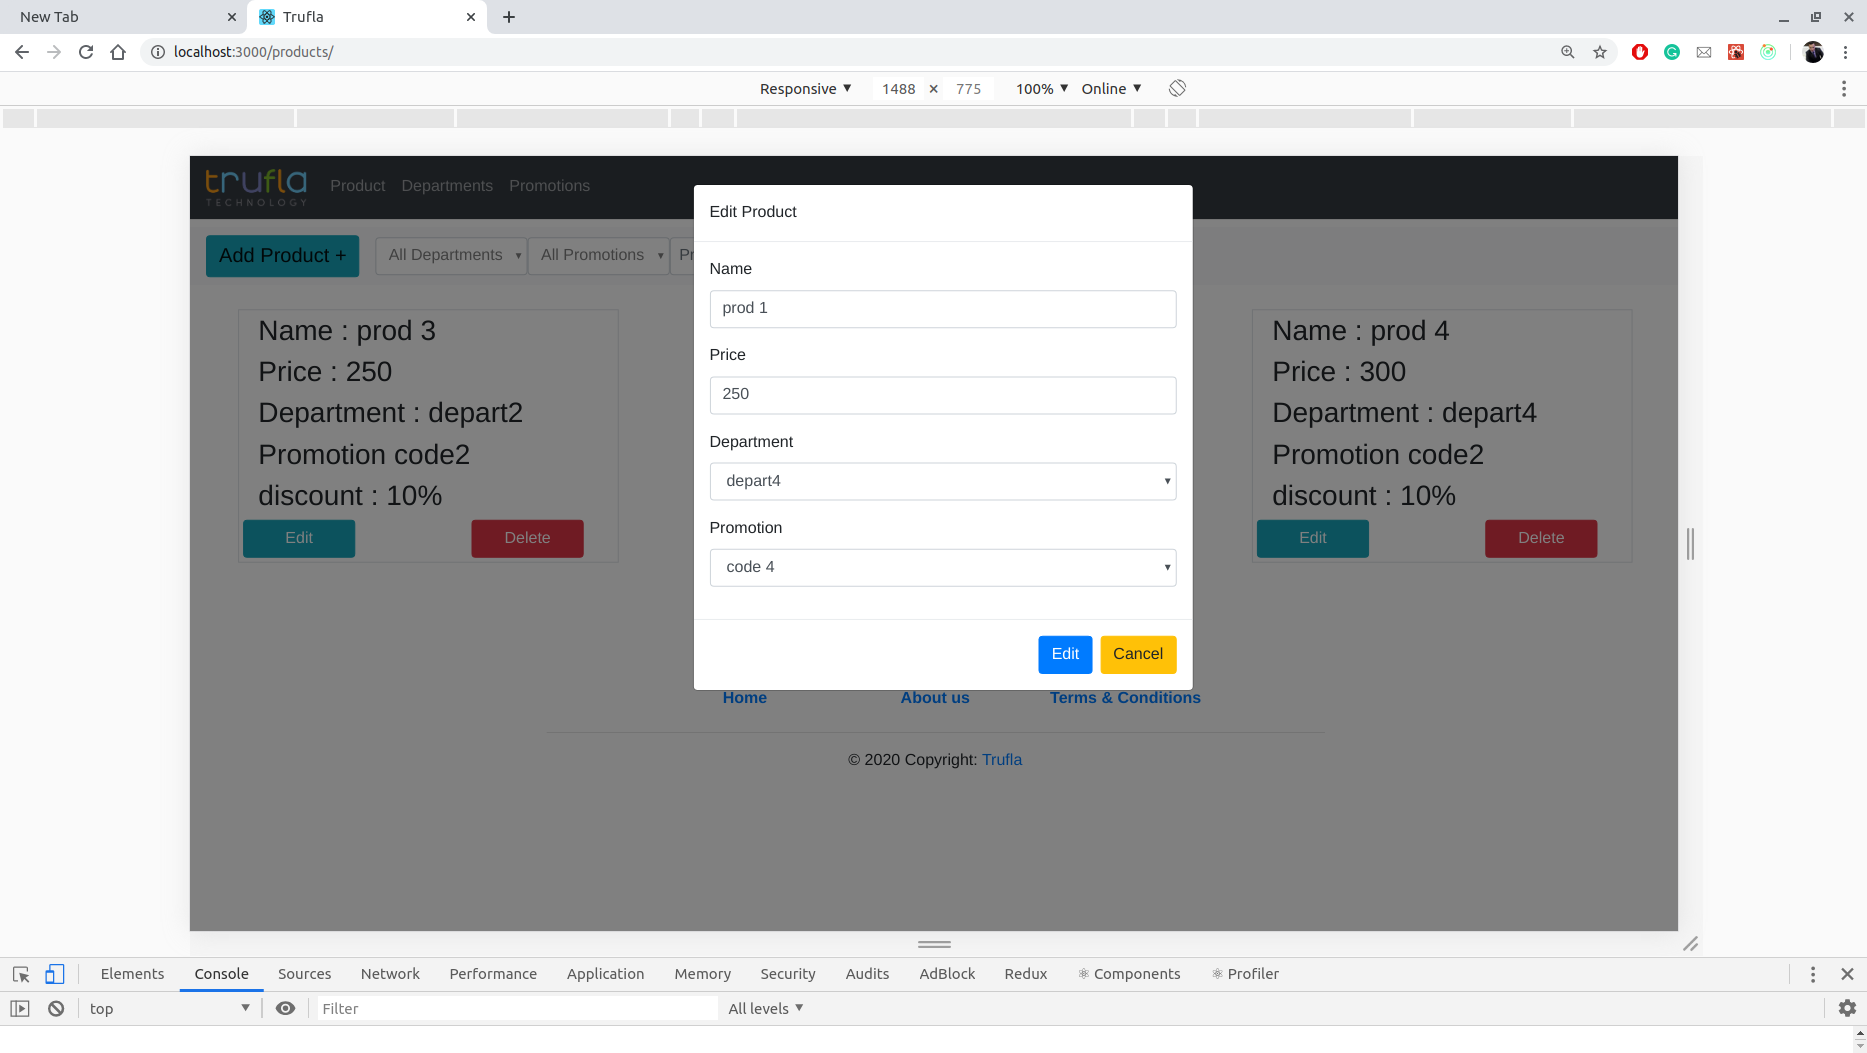 New Tab
Trufla
localhost:3000/products/
Responsive 1488 × 775 100% Online
trufla
TECHNOLOGY
Product Departments Promotions
Add Product +
All Departments
All Promotions
Pr
Edit Product
Name
prod 1
Price
250
Department
depart4
Promotion
code 4
Edit Cancel
Name : prod 3
Price : 250
Department : depart2
Promotion code2
discount : 10%
Edit Delete
Name : prod 4
Price : 300
Department : depart4
Promotion code2
discount : 10%
Edit Delete
Home About us Terms & Conditions
© 2020 Copyright: Trufla
Elements Console Sources Network Performance Application Memory Security Audits AdBlock Redux Components Profiler
top Filter All levels